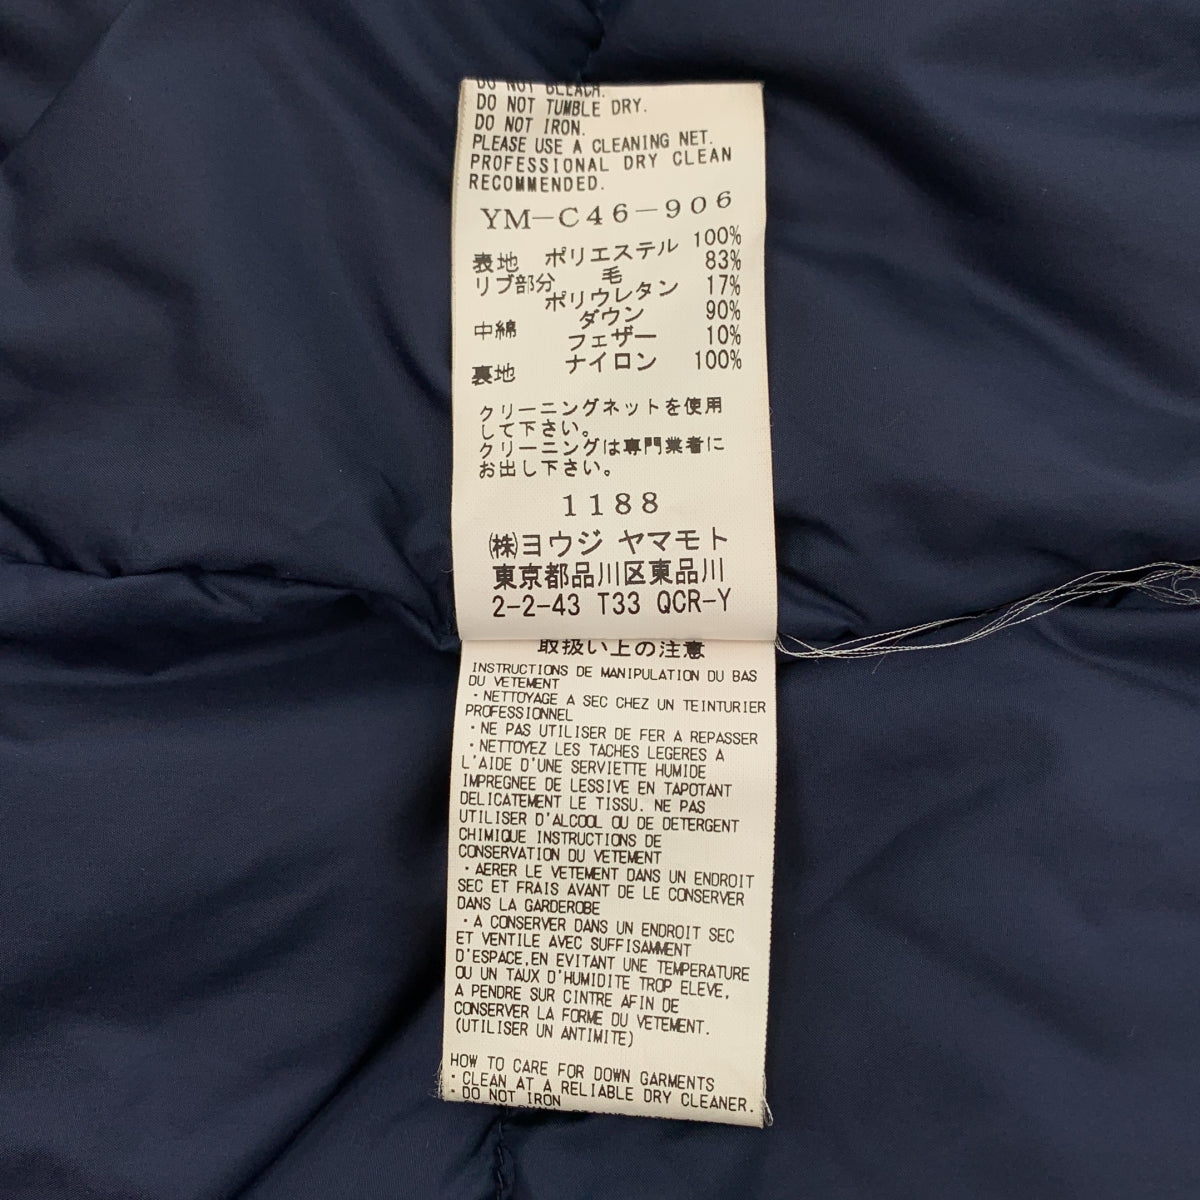 DO NOT BLEACH.
DO NOT TUMBLE DRY.
DO NOT IRON.
PLEASE USE A CLEANING NET.
PROFESSIONAL DRY CLEAN
RECOMMENDED.
YM-C46-906
表地 ポリエステル 100%
リブ部分 毛 83%
ポリウレタン 17%
中綿 ダウン 90%
フェザー 10%
裏地 ナイロン 100%
クリーニングネットを使用
して下さい。
クリーニングは専門業者に
お出し下さい。
1188
㈱ヨウジ ヤマモト
東京都品川区東品川
2-2-43 T33 QCR-Y
取扱い上の注意
INSTRUCTIONS DE MANIPULATION DU BAS
DU VETEMENT
・NETTOYAGE A SEC CHEZ UN TEINTURIER
PROFESSIONNEL
・NE PAS UTILISER DE FER A REPASSER
・NETTOYEZ LES TACHES LEGERES A
L'AIDE D'UNE SERVIETTE HUMIDE
IMPREGNEE DE LESSIVE EN TAPOTANT
DELICATEMENT LE TISSU. NE PAS
UTILISER D'ALCOOL OU DE DETERGENT
CHIMIQUE INSTRUCTIONS DE
CONSERVATION DU VETEMENT
・AERER LE VETEMENT DANS UN ENDROIT
SEC ET FRAIS AVANT DE LE CONSERVER
DANS LA GARDEROBE
・A CONSERVER DANS UN ENDROIT SEC
ET VENTILE AVEC SUFFISAMMENT
D'ESPACE,EN EVITANT UNE TEMPERATURE
OU UN TAUX D'HUMIDITE TROP ELEVE,
A PENDRE SUR CINTRE AFIN DE
CONSERVER LA FORME DU VETEMENT.
(UTILISER UN ANTIMITE)
HOW TO CARE FOR DOWN GARMENTS
・CLEAN AT A RELIABLE DRY CLEANER.
・DO NOT IRON